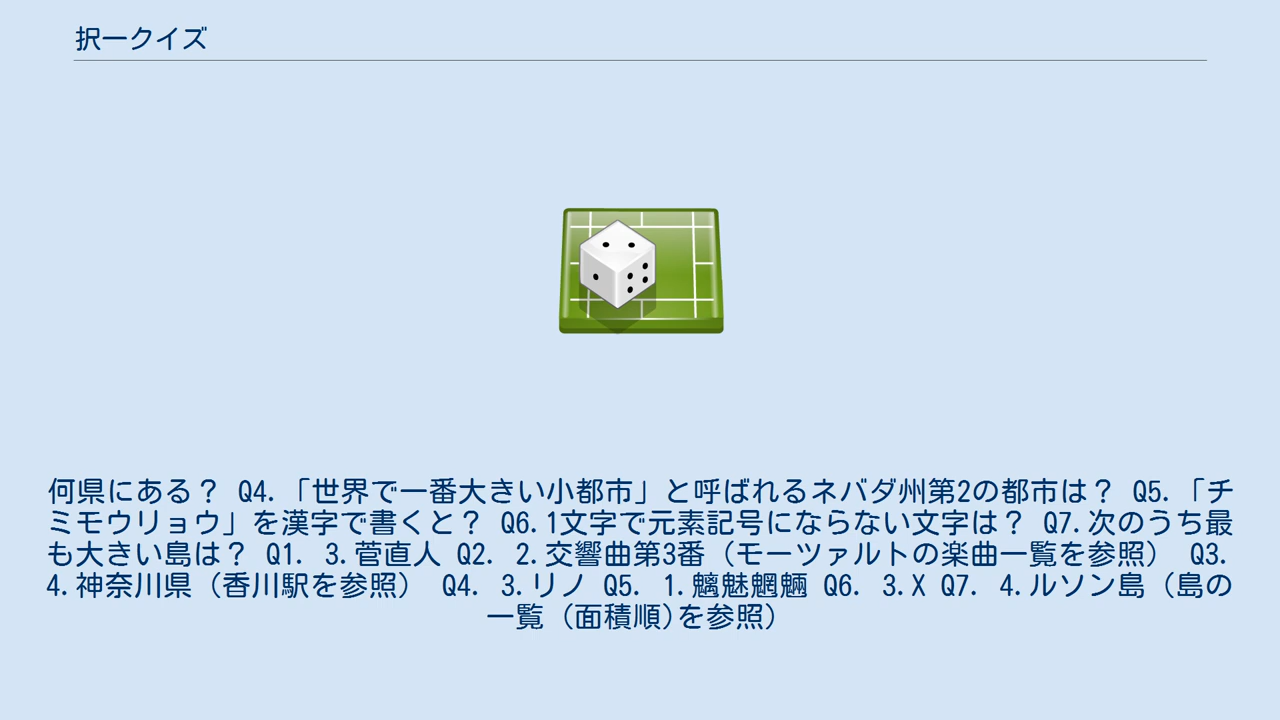 択一クイズ
何県にある？ Q4.「世界で一番大きい小都市」と呼ばれるネバダ州第2の都市は？ Q5.「チ
ミモウリョウ」を漢字で書くと？ Q6.1文字で元素記号にならない文字は？ Q7.次のうち最
も大きい島は？ Q1. 3.菅直人 Q2. 2.交響曲第3番（モーツァルトの楽曲一覧を参照） Q3.
4.神奈川県（香川駅を参照） Q4. 3.リノ Q5. 1.魑魅魍魎 Q6. 3.X Q7. 4.ルソン島（島の
一覧（面積順)を参照）